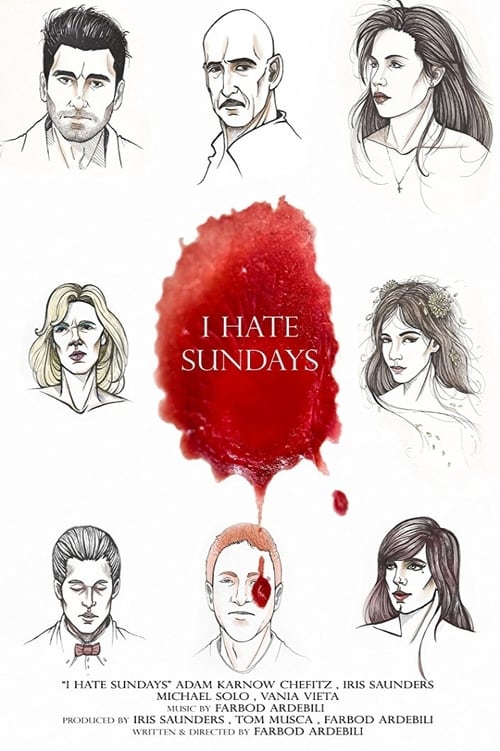 I HATE
SUNDAYS
"I HATE SUNDAYS" ADAM KARNOW CHEFITZ , IRIS SAUNDERS
MICHAEL SOLO , VANIA VIETA
MUSIC BY FARBOD ARDEBILI
PRODUCED BY IRIS SAUNDERS , TOM MUSCA , FARBOD ARDEBILI
WRITTEN & DIRECTED BY FARBOD ARDEBILI